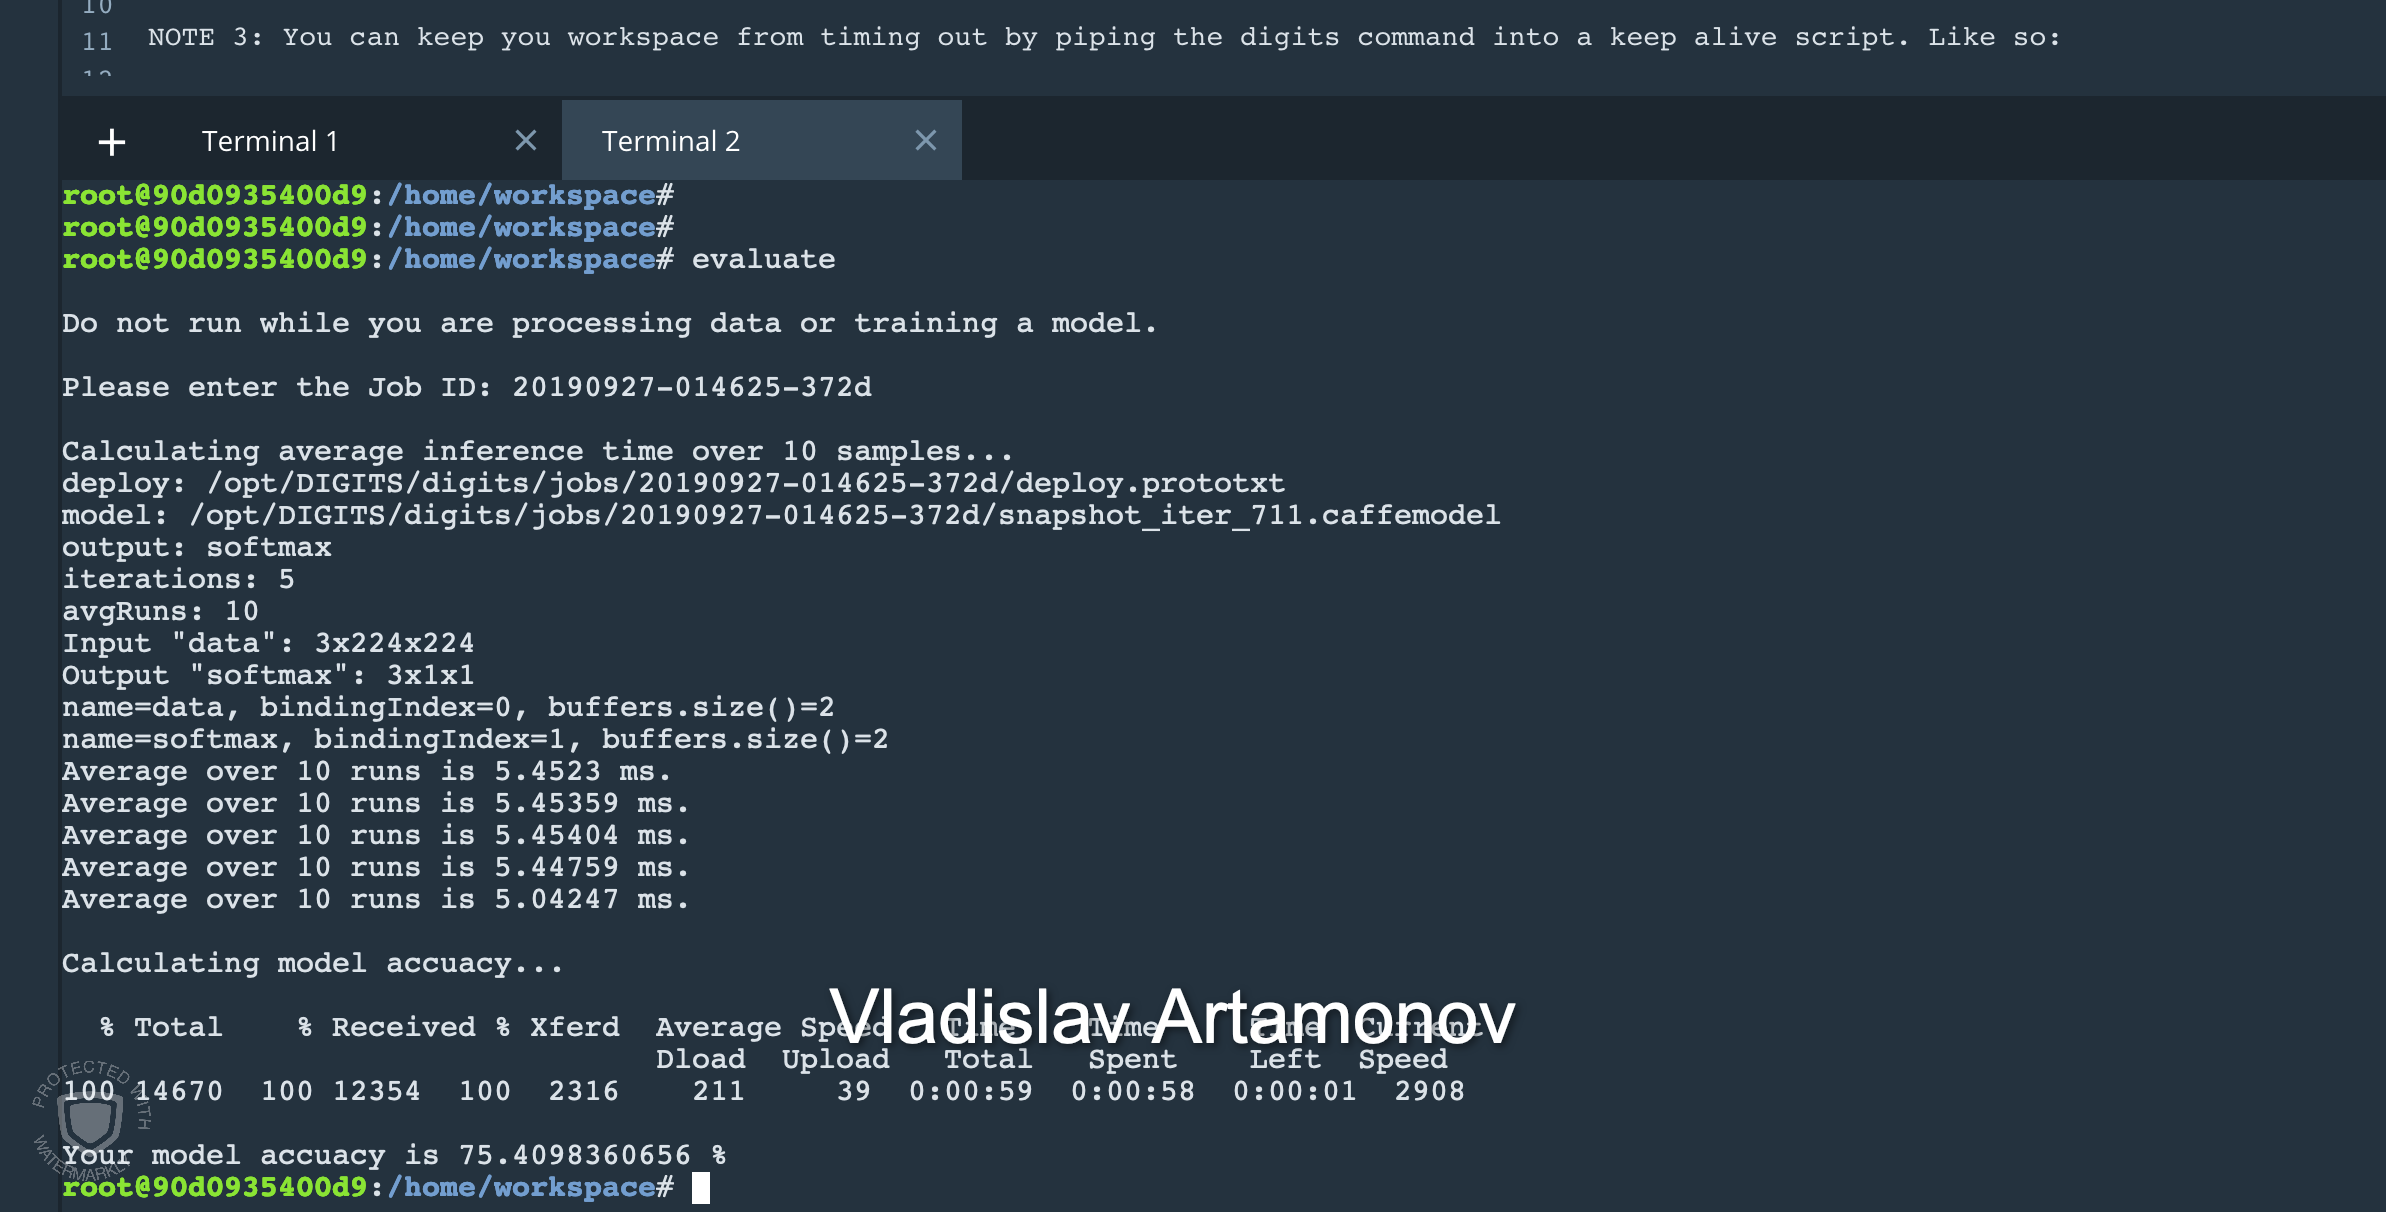 10
11 NOTE 3: You can keep you workspace from timing out by piping the digits command into a keep alive script. Like so:
12
+ Terminal 1 × Terminal 2 ×
root@90d0935400d9:/home/workspace#
root@90d0935400d9:/home/workspace#
root@90d0935400d9:/home/workspace# evaluate
Do not run while you are processing data or training a model.
Please enter the Job ID: 20190927-014625-372d
Calculating average inference time over 10 samples...
deploy: /opt/DIGITS/digits/jobs/20190927-014625-372d/deploy.prototxt
model: /opt/DIGITS/digits/jobs/20190927-014625-372d/snapshot_iter_711.caffemodel
output: softmax
iterations: 5
avgRuns: 10
Input "data": 3x224x224
Output "softmax": 3x1x1
name=data, bindingIndex=0, buffers.size()=2
name=softmax, bindingIndex=1, buffers.size()=2
Average over 10 runs is 5.4523 ms.
Average over 10 runs is 5.45359 ms.
Average over 10 runs is 5.45404 ms.
Average over 10 runs is 5.44759 ms.
Average over 10 runs is 5.04247 ms.
Calculating model accuacy...
Vladislav Artamonov
% Total % Received % Xferd Average Speed Time Time Time Current
Dload Upload Total Spent Left Speed
100 14670 100 12354 100 2316 211 39 0:00:59 0:00:58 0:00:01 2908
PROTECTED WITH WATERMARKLY
Your model accuacy is 75.4098360656 %
root@90d0935400d9:/home/workspace#